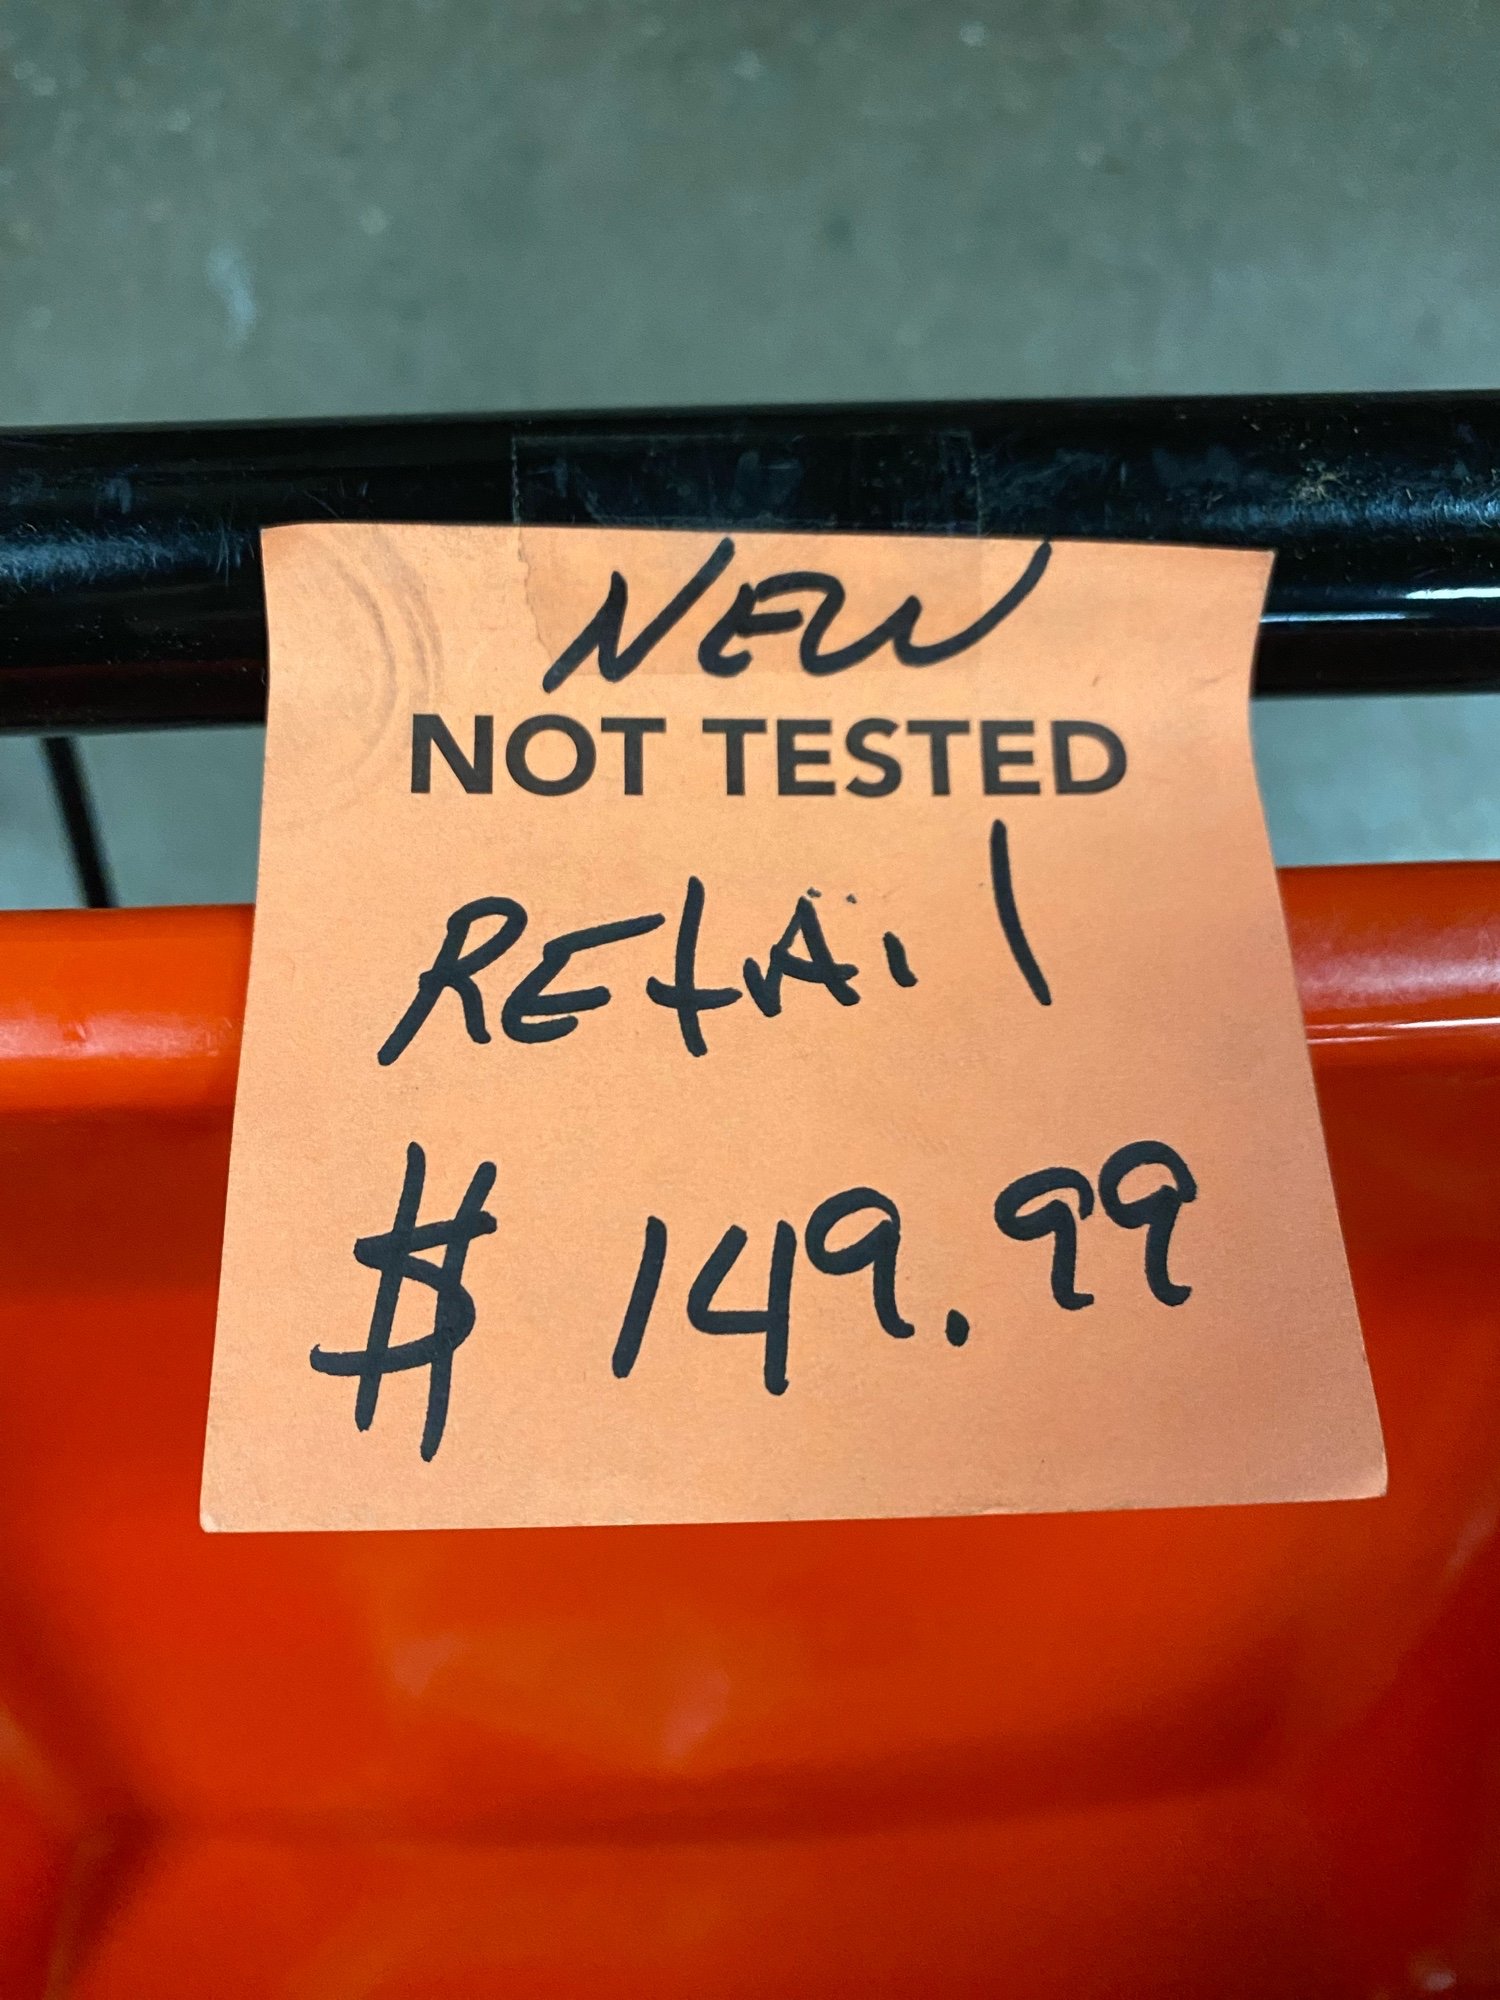 NEW
NOT TESTED
REtAil
$ 149.99